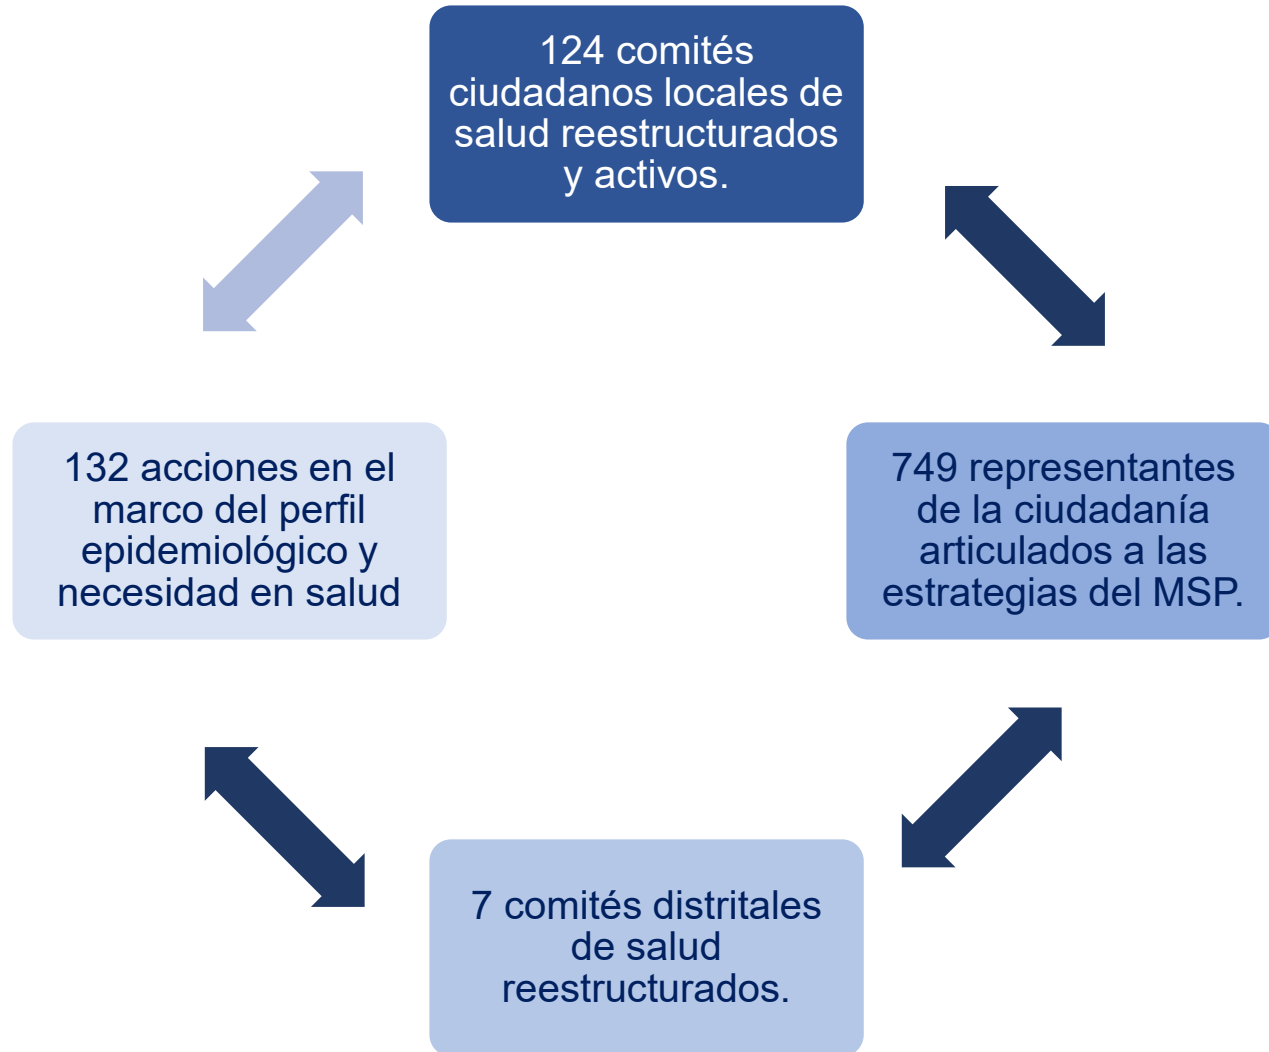 124 comités
ciudadanos locales de
salud reestructurados
y activos.
132 acciones en el
marco del perfil
epidemiológico y
necesidad en salud
749 representantes
de la ciudadanía
articulados a las
estrategias del MSP.
7 comités distritales
de salud
reestructurados.